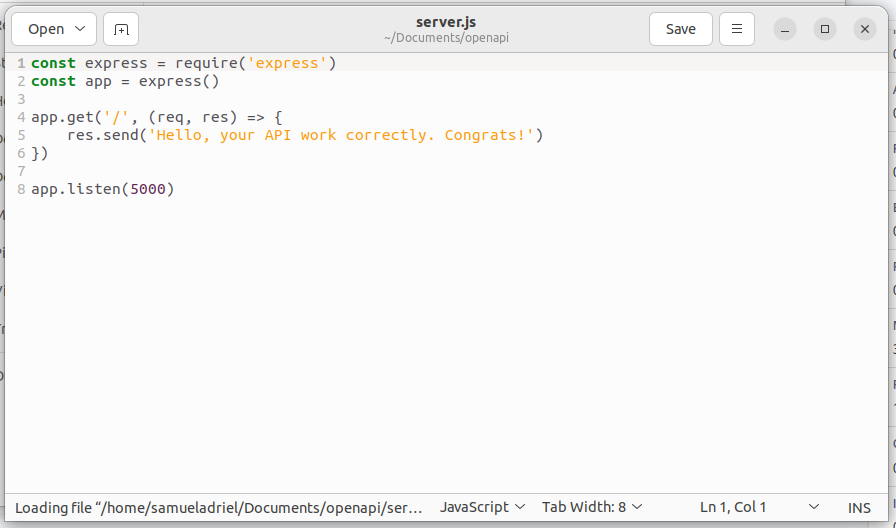 Open
server.js
~/Documents/openapi
Save
1 const express = require('express')
2 const app = express()
3
4 app.get('/', (req, res) => {
5     res.send('Hello, your API work correctly. Congrats!')
6 })
7
8 app.listen(5000)
Loading file “/home/samueladriel/Documents/openapi/ser… JavaScript Tab Width: 8 Ln 1, Col 1 INS